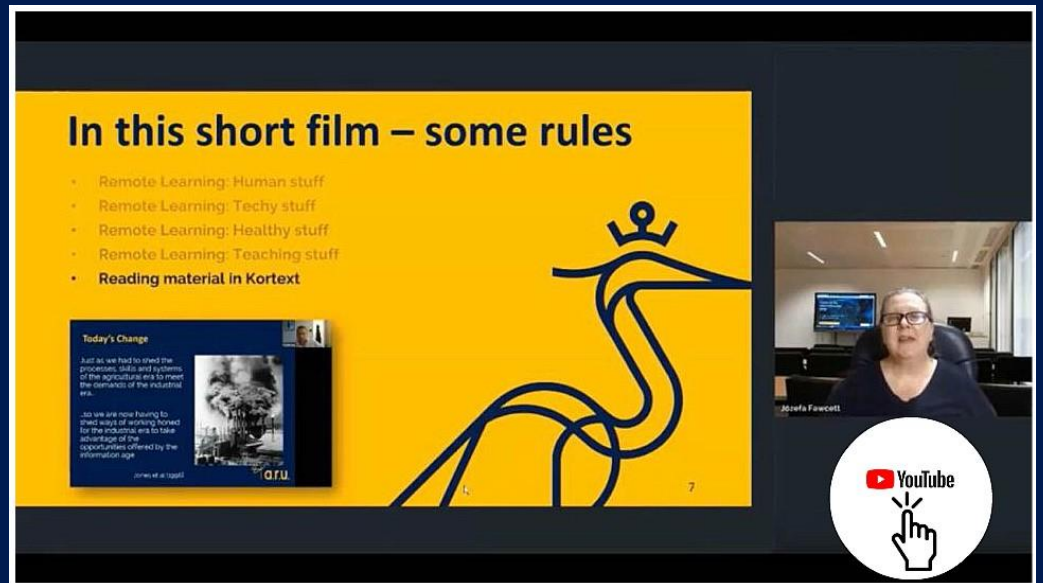 In this short film – some rules
• Remote Learning: Human stuff
• Remote Learning: Techy stuff
• Remote Learning: Healthy stuff
• Remote Learning: Teaching stuff
• Reading material in Kortext
Today's Change
Just as we had to shed the
processes, skills and systems
of the agricultural era to meet
the demands of the industrial
era..
..so we are now having to
shed ways of working honed
for the industrial era to take
advantage of the
opportunities offered by the
information age
Jones et al (1996)
a.r.u.
7
Jozefa Fawcett
YouTube